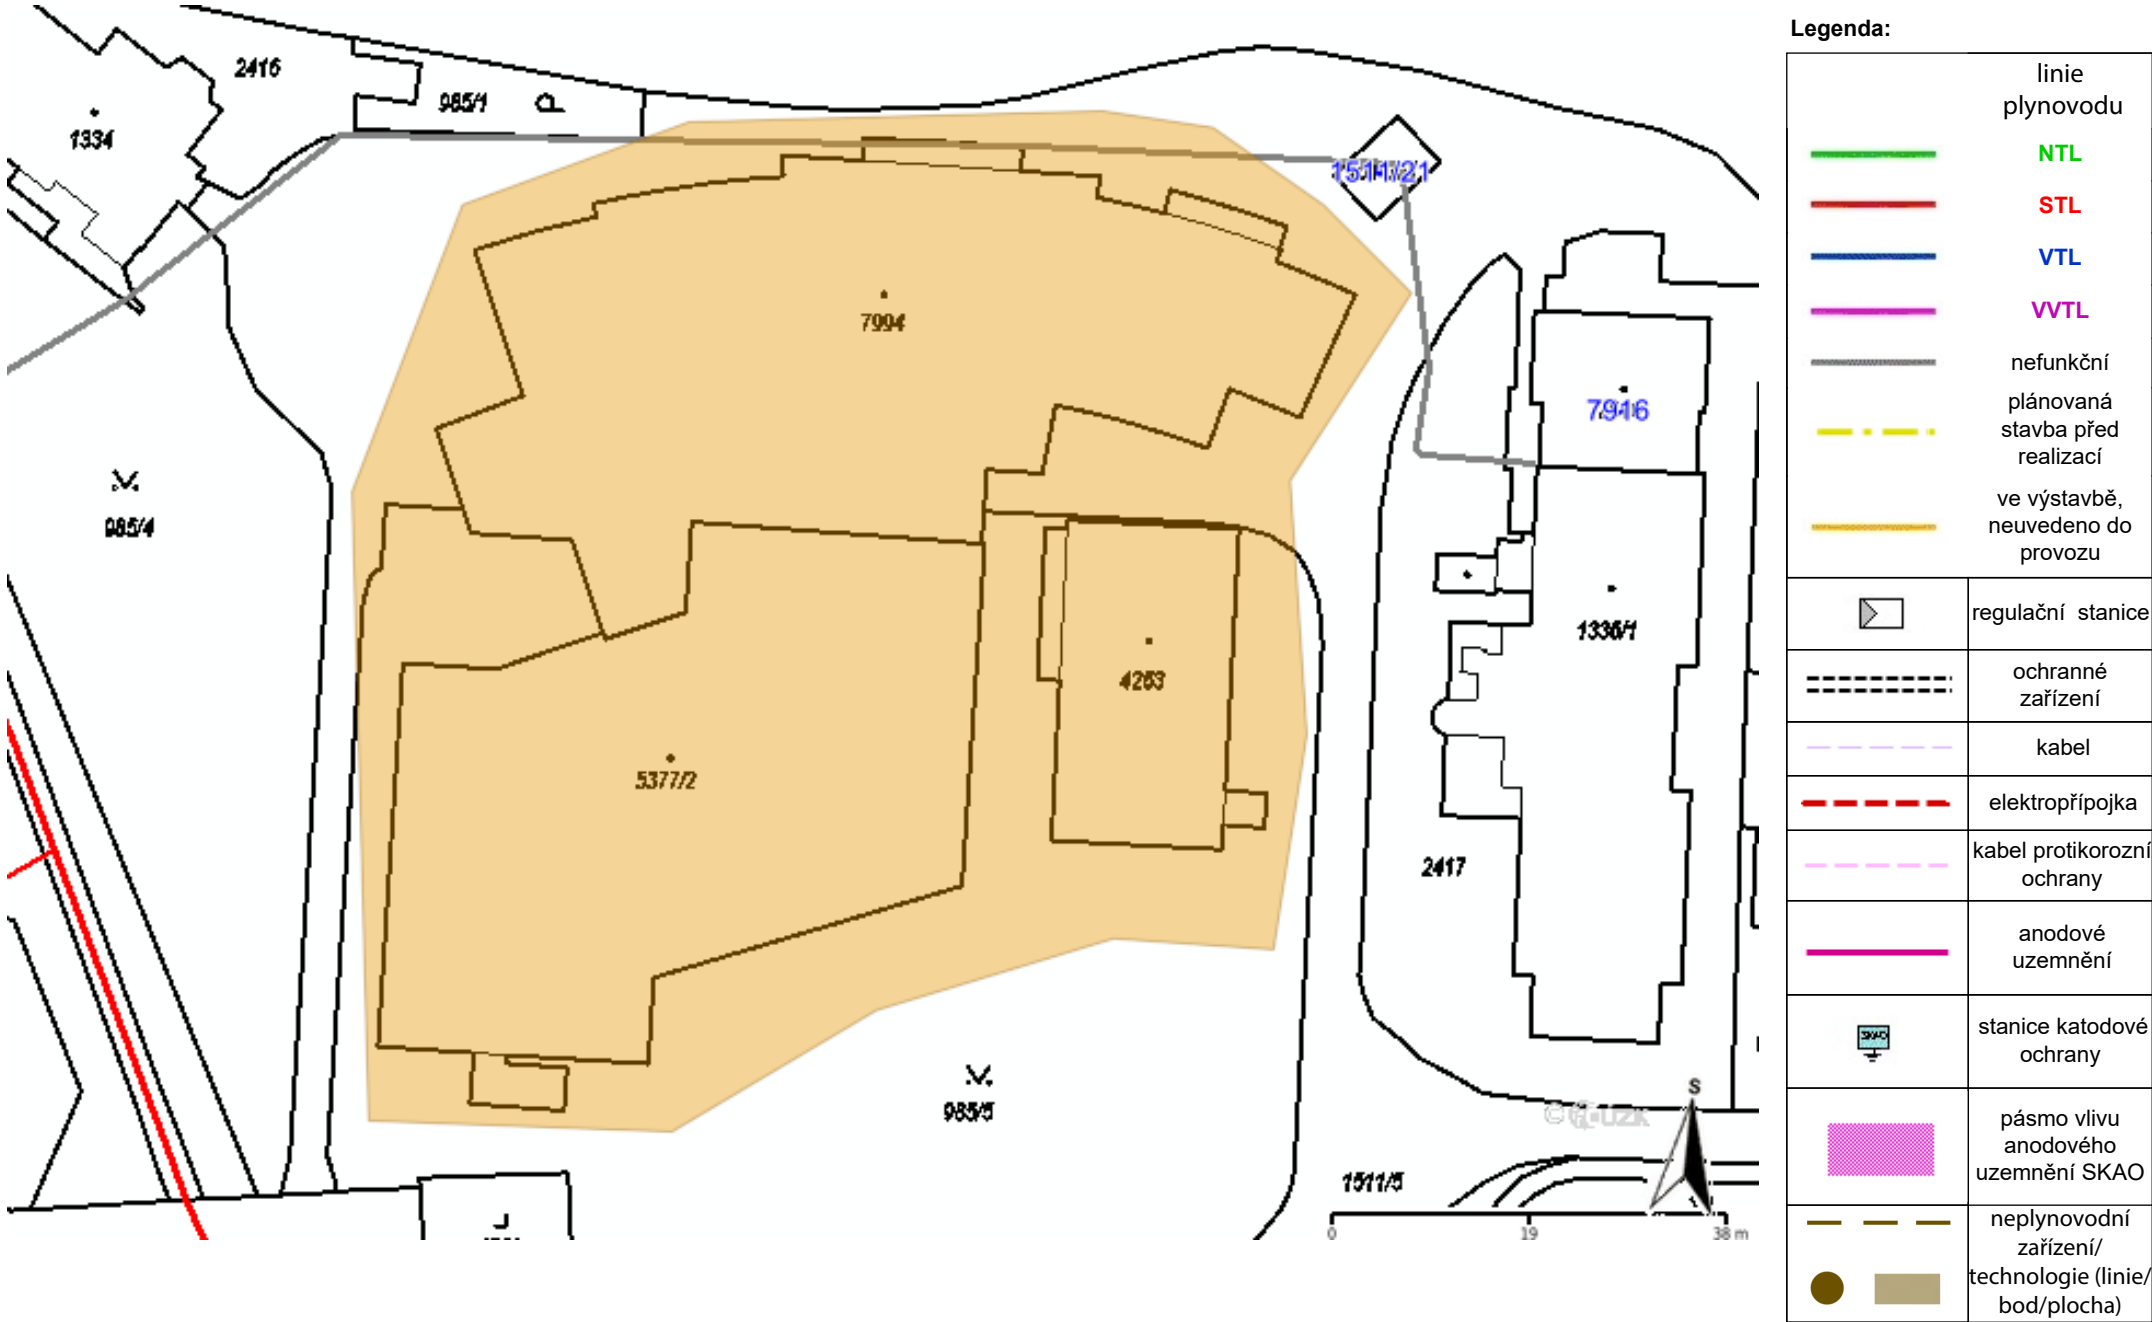 Legenda:
linie
plynovodu
NTL
STL
VTL
VVTL
nefunkční
plánovaná
stavba před
realizací
ve výstavbě,
neuvedeno do
provozu
regulační stanice
ochranné
zařízení
kabel
elektropřípojka
kabel protikorozní
ochrany
anodové
uzemnění
SKAO
stanice katodové
ochrany
pásmo vlivu
anodového
uzemnění SKAO
neplynovodní
zařízení/
technologie (linie/
bod/plocha)
2416
985/1
1334
1511/21
7994
7916
985/4
1336/1
4263
5377/2
2417
985/5
1511/5
S
0 19 38 m